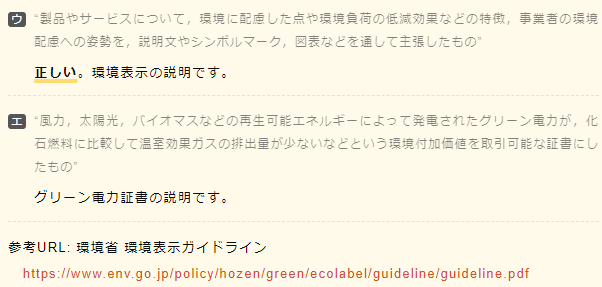 ウ “製品やサービスについて，環境に配慮した点や環境負荷の低減効果などの特徴，事業者の環境
配慮への姿勢を，説明文やシンボルマーク，図表などを通して主張したもの”
正しい。環境表示の説明です。
エ “風力，太陽光，バイオマスなどの再生可能エネルギーによって発電されたグリーン電力が，化
石燃料に比較して温室効果ガスの排出量が少ないなどという環境付加価値を取引可能な証書にし
たもの”
グリーン電力証書の説明です。
参考URL: 環境省 環境表示ガイドライン
https://www.env.go.jp/policy/hozen/green/ecolabel/guideline/guideline.pdf